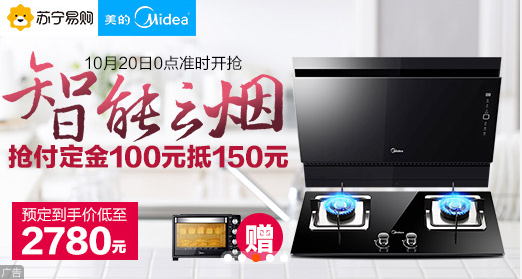 苏宁易购 美的 Midea
10月20日0点准时开抢
智能云烟
抢付定金100元抵150元
预定到手价低至
2780元
赠
Midea
Midea
广告